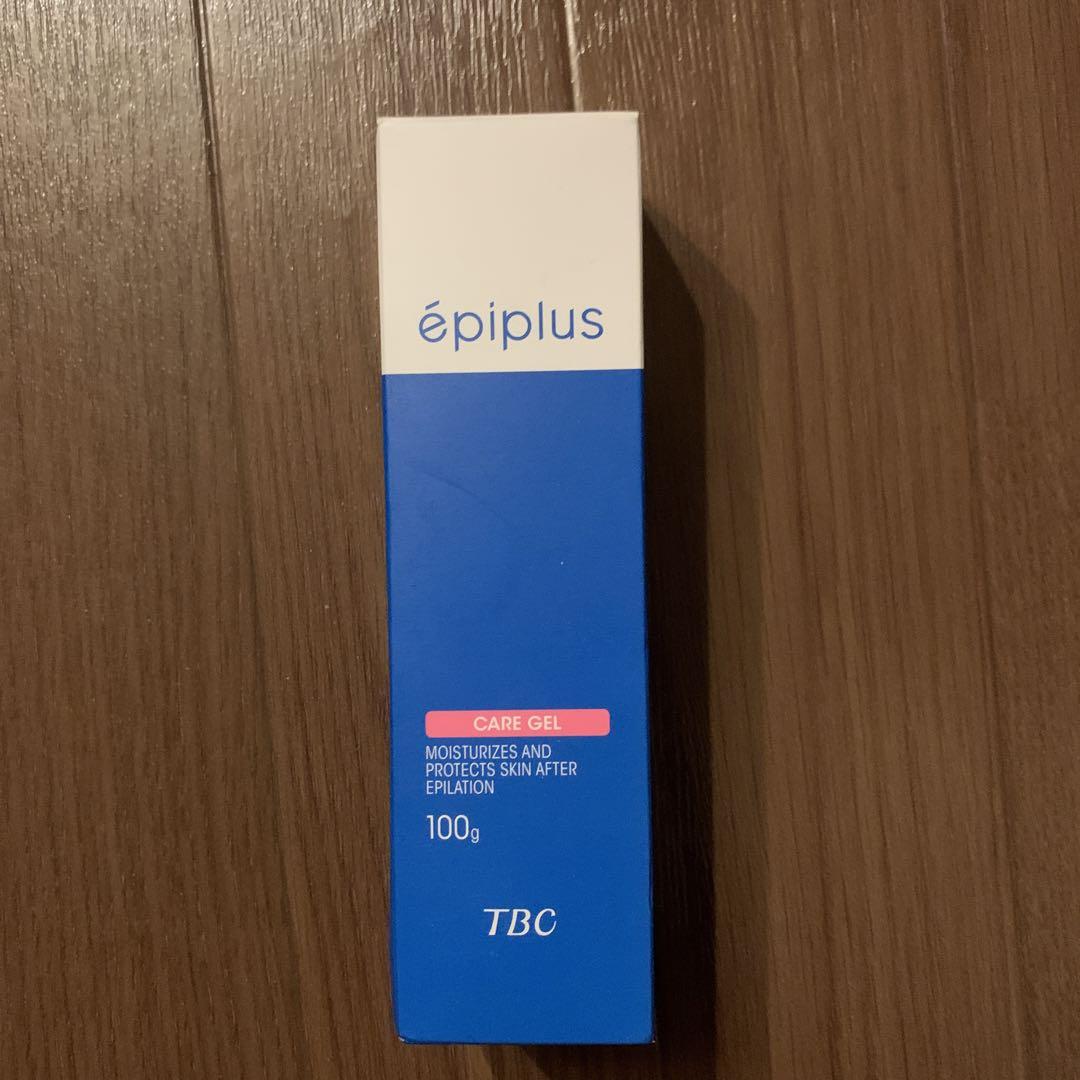 épiplus
CARE GEL
MOISTURIZES AND
PROTECTS SKIN AFTER
EPILATION
100g
TBC